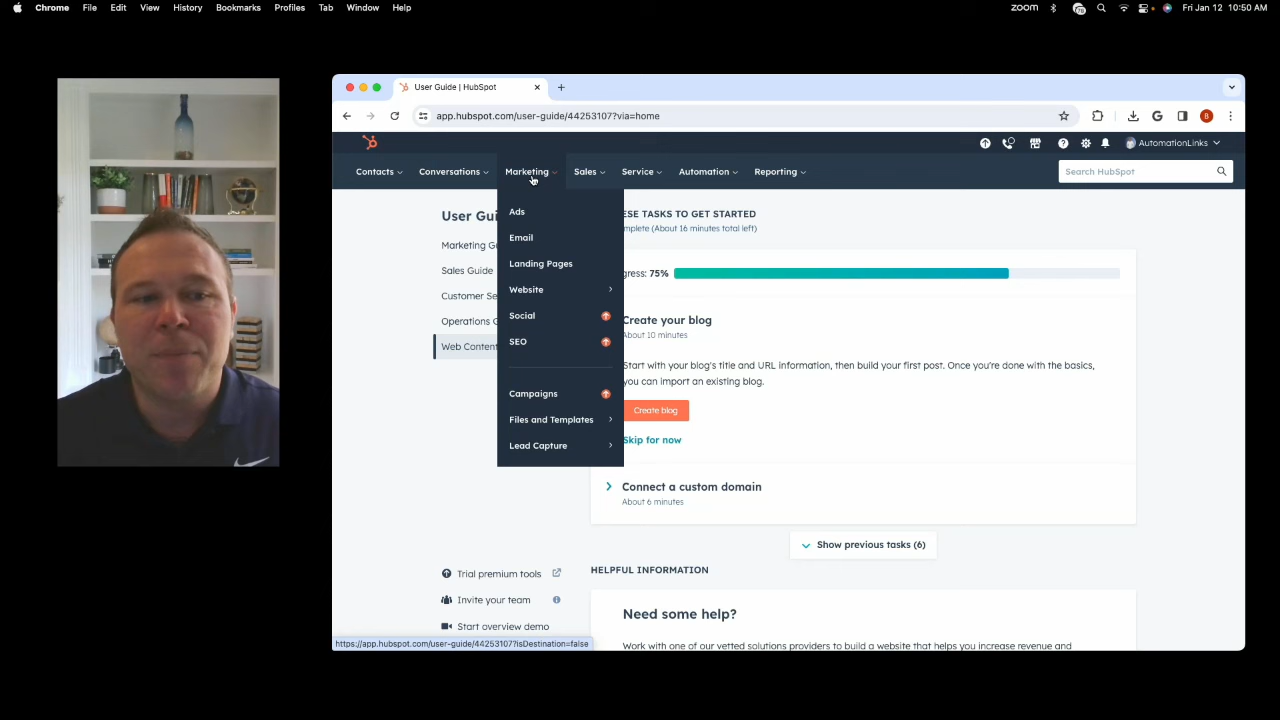 Chrome File Edit View History Bookmarks Profiles Tab Window Help zoom Fri Jan 12 10:50 AM
User Guide | HubSpot
app.hubspot.com/user-guide/44253107?via=home
AutomationLinks
Contacts Conversations Marketing Sales Service Automation Reporting Search HubSpot
User Gui
Marketing Gu
Sales Guide
Customer Se
Operations G
Web Content
Ads
Email
Landing Pages
Website
Social
SEO
Campaigns
Files and Templates
Lead Capture
ESE TASKS TO GET STARTED
mplete (About 16 minutes total left)
gress: 75%
Create your blog
About 10 minutes
Start with your blog's title and URL information, then build your first post. Once you're done with the basics,
you can import an existing blog.
Create blog
Skip for now
Connect a custom domain
About 6 minutes
Show previous tasks (6)
Trial premium tools
Invite your team
Start overview demo
HELPFUL INFORMATION
Need some help?
Work with one of our vetted solutions providers to build a website that helps you increase revenue and
https://app.hubspot.com/user-guide/44253107?isDestination=false